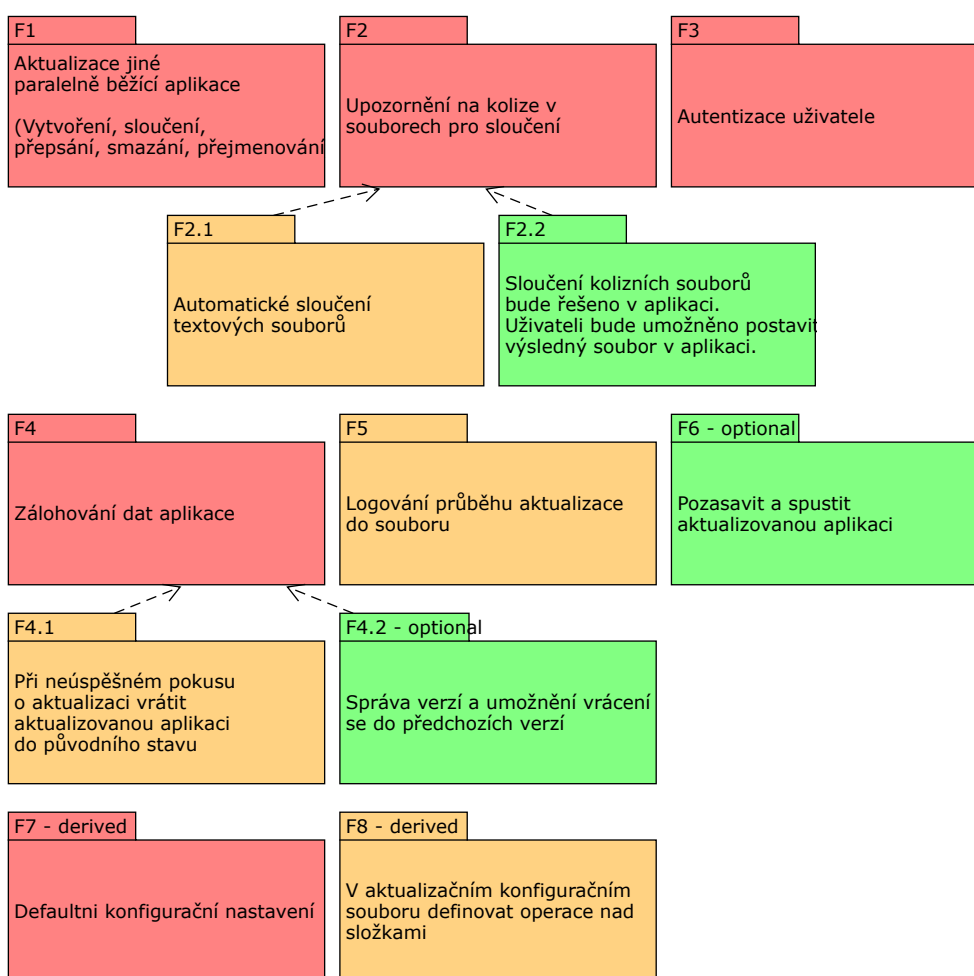 F1
Aktualizace jiné
paralelně běžící aplikace
(Vytvoření, sloučení,
přepsání, smazání, přejmenování
F2
Upozornění na kolize v
souborech pro sloučení
F3
Autentizace uživatele
F2.1
Automatické sloučení
textových souborů
F2.2
Sloučení kolizních souborů
bude řešeno v aplikaci.
Uživateli bude umožněno postavit
výsledný soubor v aplikaci.
F4
Zálohování dat aplikace
F5
Logování průběhu aktualizace
do souboru
F6 - optional
Pozasavit a spustit
aktualizovanou aplikaci
F4.1
Při neúspěšném pokusu
o aktualizaci vrátit
aktualizovanou aplikaci
do původního stavu
F4.2 - optional
Správa verzí a umožnění vrácení
se do předchozích verzí
F7 - derived
Defaultni konfigurační nastavení
F8 - derived
V aktualizačním konfiguračním
souboru definovat operace nad
složkami